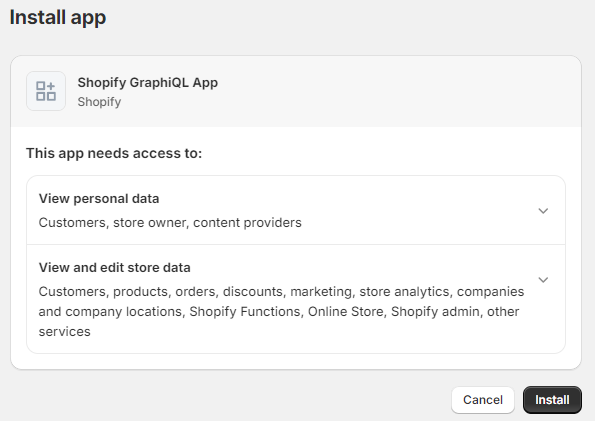 Install app
Shopify GraphiQL App
Shopify
This app needs access to:
View personal data
Customers, store owner, content providers
View and edit store data
Customers, products, orders, discounts, marketing, store analytics, companies
and company locations, Shopify Functions, Online Store, Shopify admin, other
services
Cancel
Install